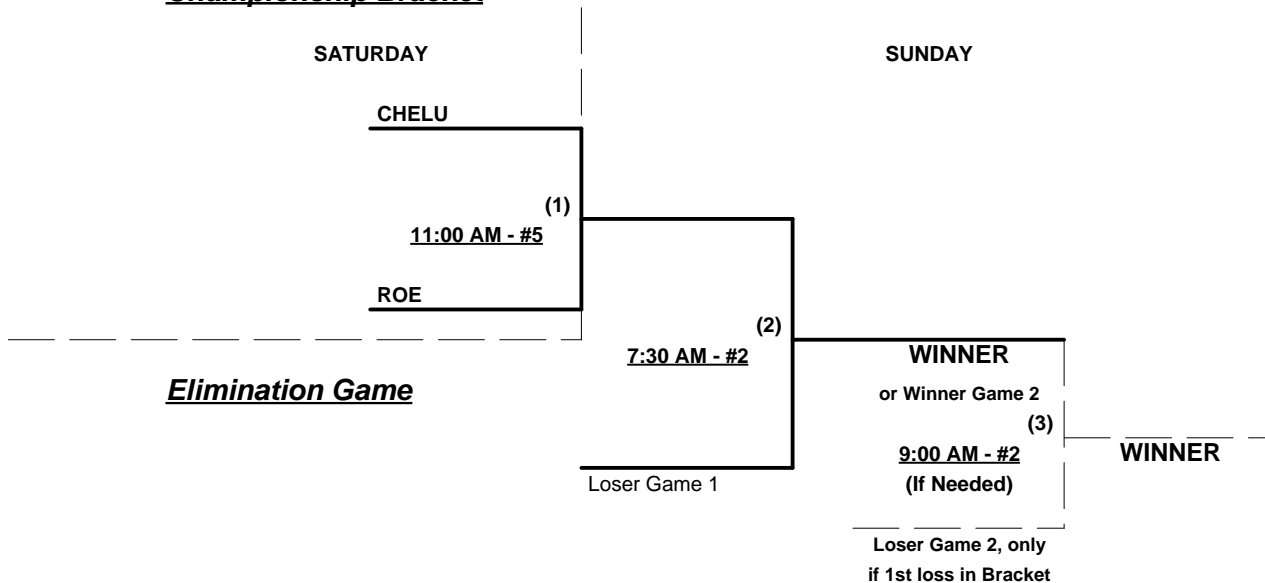 Championship Bracket
SATURDAY
SUNDAY
CHELU
(1)
11:00 AM - #5
ROE
(2)
7:30 AM - #2
WINNER
Elimination Game
or Winner Game 2
(3)
9:00 AM - #2
WINNER
(If Needed)
Loser Game 1
Loser Game 2, only
if 1st loss in Bracket